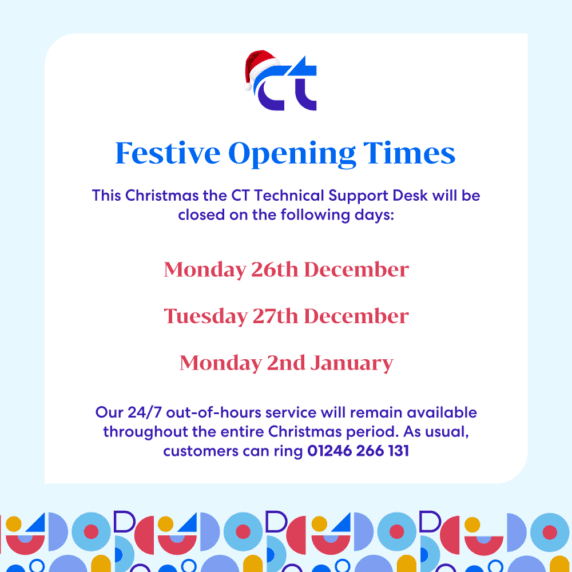 ct
Festive Opening Times
This Christmas the CT Technical Support Desk will be
closed on the following days:
Monday 26th December
Tuesday 27th December
Monday 2nd January
Our 24/7 out-of-hours service will remain available
throughout the entire Christmas period. As usual,
customers can ring 01246 266 131